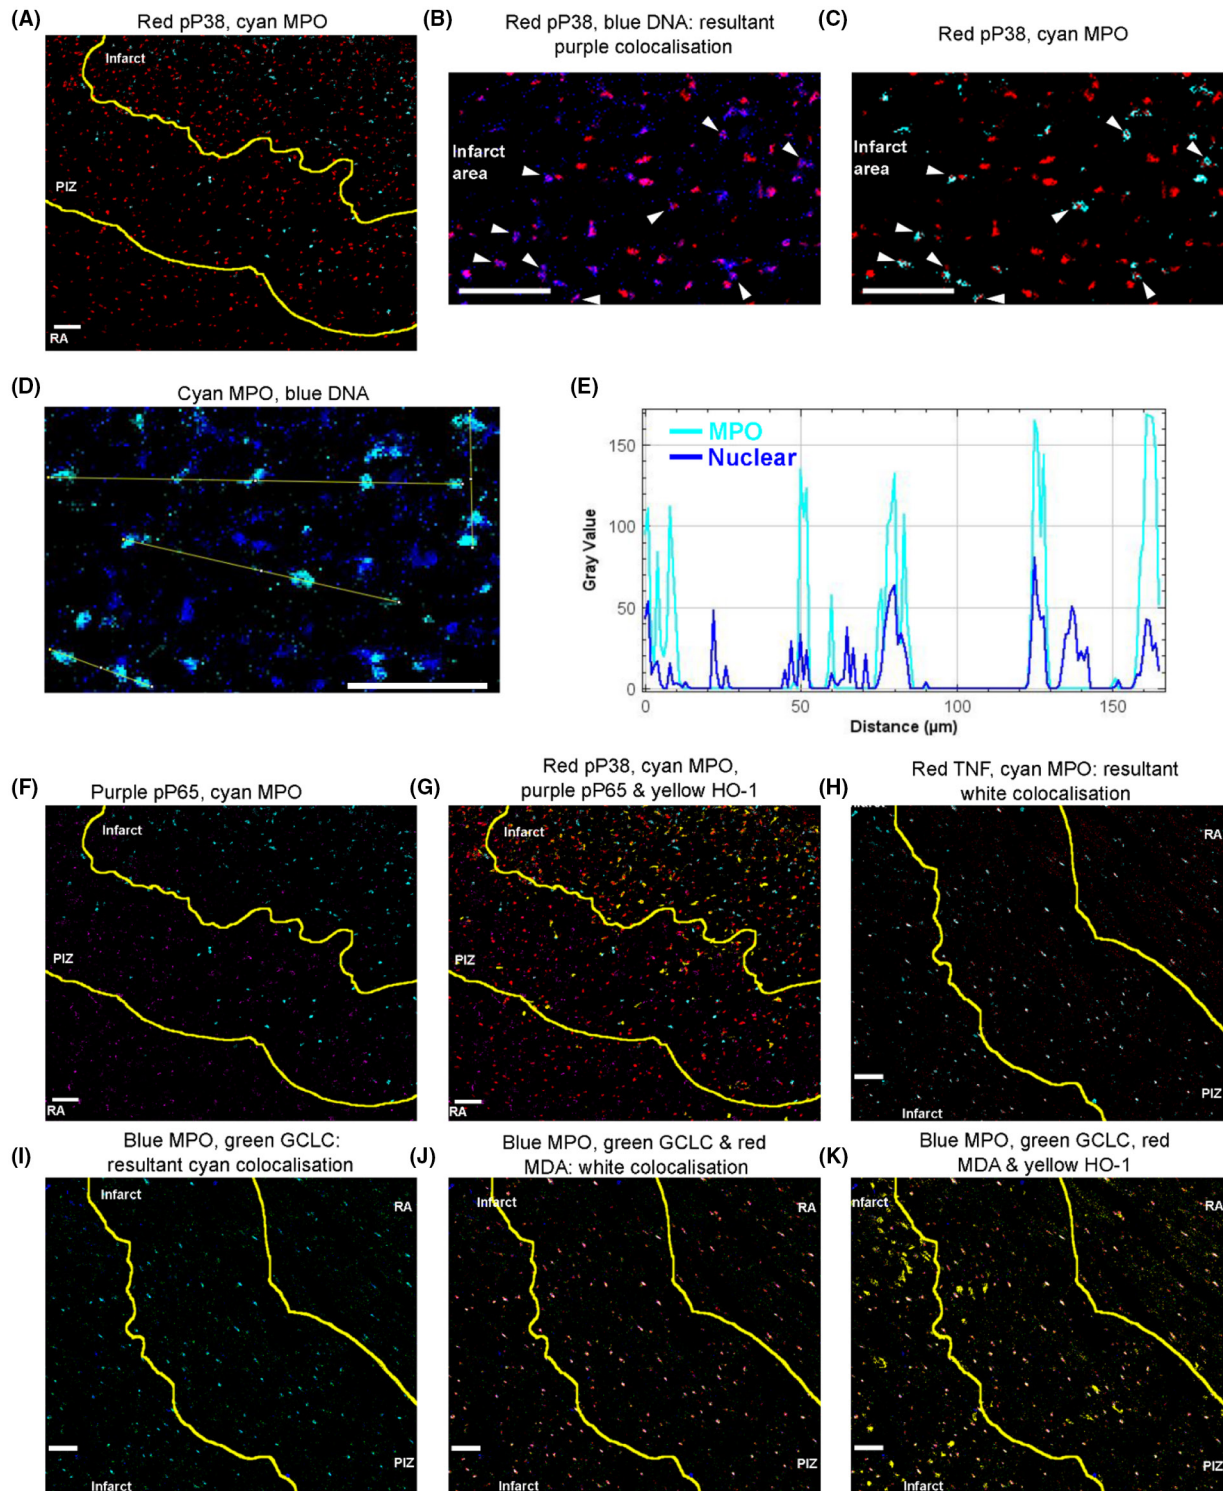 (A)
Red pP38, cyan MPO
Infarct
PIZ
RA
(B)
Red pP38, blue DNA: resultant
purple colocalisation
Infarct
area
(C)
Red pP38, cyan MPO
Infarct
area
(D)
Cyan MPO, blue DNA
(E)
MPO
Nuclear
Gray Value
150
100
50
0
0
50
100
150
Distance (µm)
(F)
Purple pP65, cyan MPO
Infarct
PIZ
RA
(G)
Red pP38, cyan MPO,
purple pP65 & yellow HO-1
Infarct
PIZ
RA
(H)
Red TNF, cyan MPO: resultant
white colocalisation
RA
PIZ
Infarct
(I)
Blue MPO, green GCLC:
resultant cyan colocalisation
Infarct
RA
PIZ
Infarct
(J)
Blue MPO, green GCLC & red
MDA: white colocalisation
Infarct
RA
PIZ
Infarct
(K)
Blue MPO, green GCLC, red
MDA & yellow HO-1
nfarct
RA
PIZ
Infarct